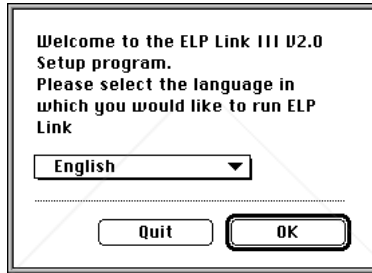 Welcome to the ELP Link III V2.0
Setup program.
Please select the language in
which you would like to run ELP
Link
English
Quit OK